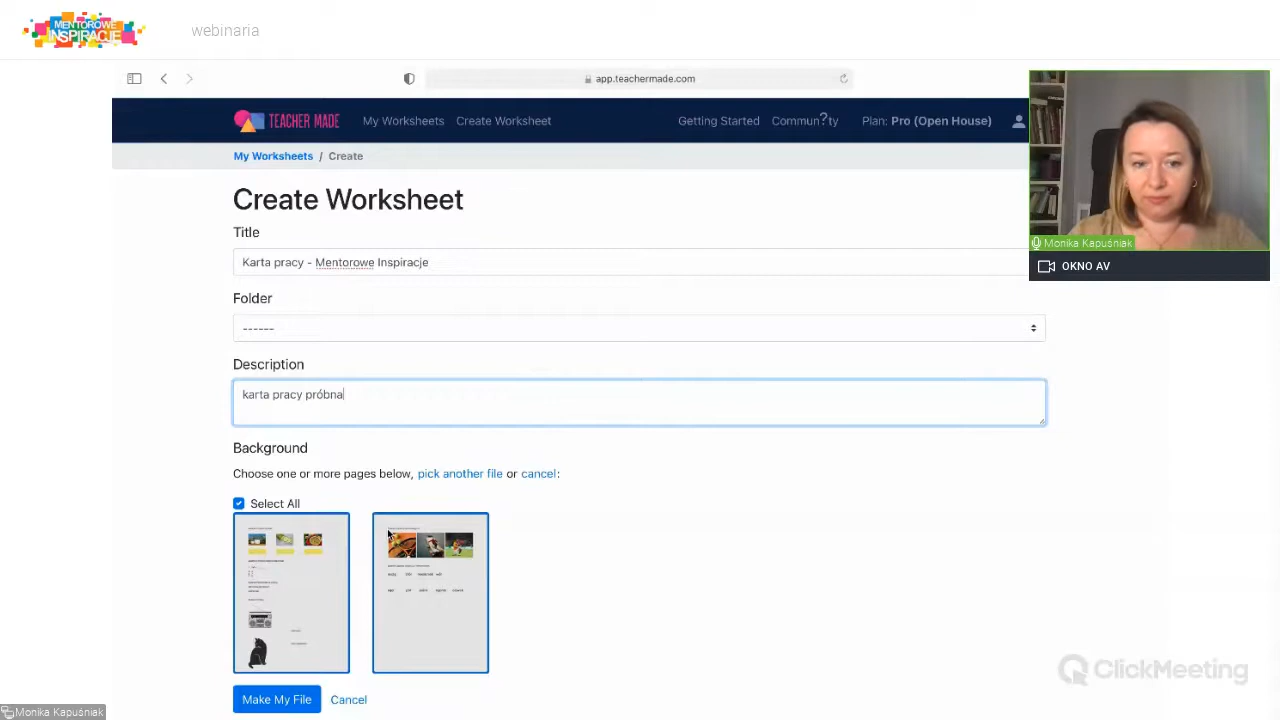 MENTOROWE
INSPIRACJE
webinaria
app.teachermade.com
TEACHER MADE
My Worksheets
Create Worksheet
Getting Started
Commun?ty
Plan: Pro (Open House)
My Worksheets / Create
Create Worksheet
Title
Karta pracy - Mentorowe Inspiracje
Monika Kapuśniak
OKNO AV
Folder
------
Description
karta pracy próbna
Background
Choose one or more pages below, pick another file or cancel:
Select All
Make My File
Cancel
ClickMeeting
Monika Kapuśniak